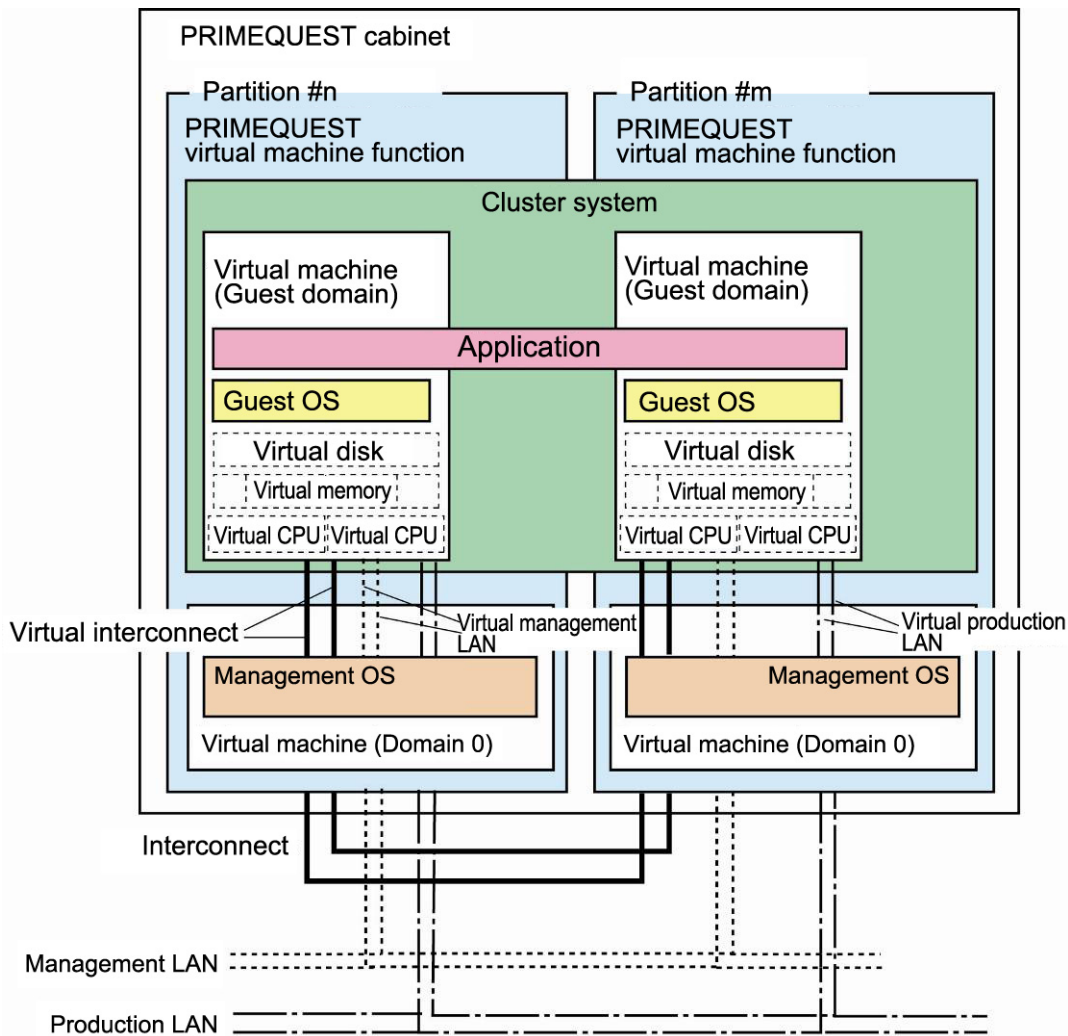 PRIMEQUEST cabinet
Partition #n
PRIMEQUEST
virtual machine function
Partition #m
PRIMEQUEST
virtual machine function
Cluster system
Virtual machine
(Guest domain)
Virtual machine
(Guest domain)
Application
Guest OS
Guest OS
Virtual disk
Virtual disk
Virtual memory
Virtual memory
Virtual CPU
Virtual CPU
Virtual CPU
Virtual CPU
Virtual interconnect
Virtual management
LAN
Virtual production
LAN
Management OS
Management OS
Virtual machine (Domain 0)
Virtual machine (Domain 0)
Interconnect
Management LAN
Production LAN